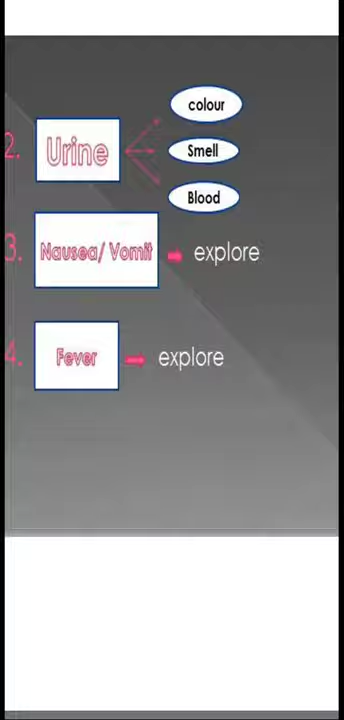 colour
2. Urine
Smell
Blood
3. Nausea/ Vomit explore
4. Fever explore